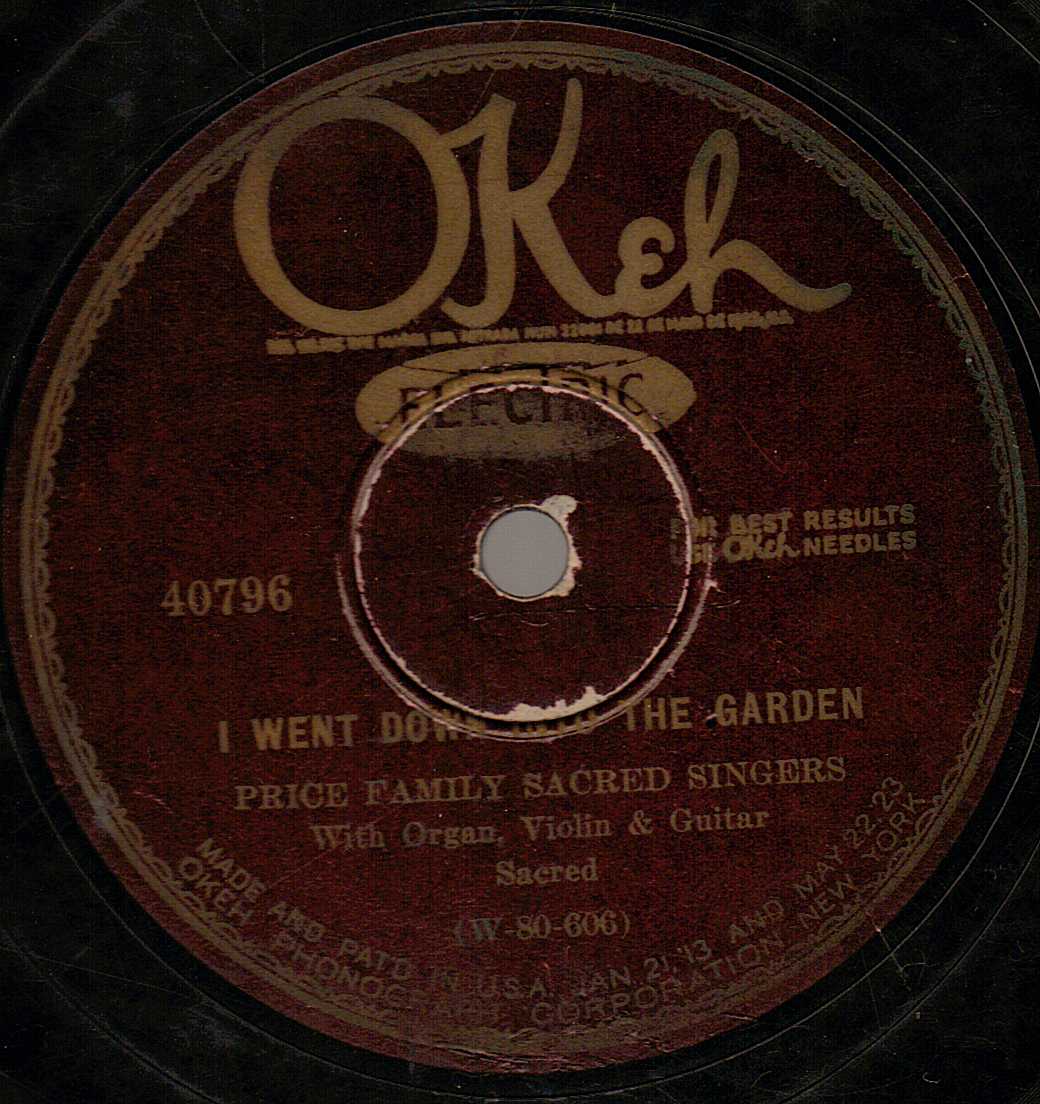 OKeh
ELECTRIC
FOR BEST RESULTS
USE OKeh NEEDLES
40796
I WENT DOWN INTO THE GARDEN
PRICE FAMILY SACRED SINGERS
With Organ, Violin & Guitar
Sacred
(W-80-606)
MADE AND PAT'D IN U.S.A. JAN. 21, '13, AND MAY 22, 23
OKEH PHONOGRAPH CORPORATION NEW YORK